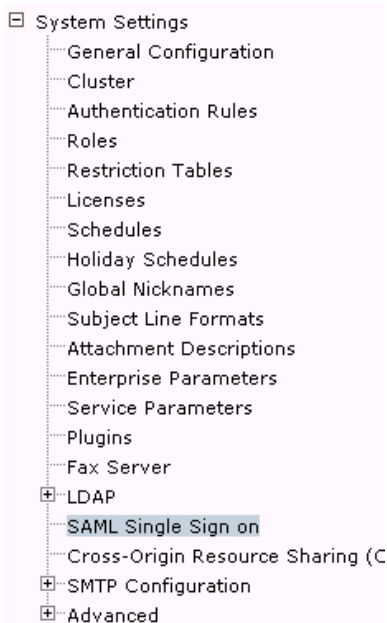 System Settings
General Configuration
Cluster
Authentication Rules
Roles
Restriction Tables
Licenses
Schedules
Holiday Schedules
Global Nicknames
Subject Line Formats
Attachment Descriptions
Enterprise Parameters
Service Parameters
Plugins
Fax Server
LDAP
SAML Single Sign on
Cross-Origin Resource Sharing (C
SMTP Configuration
Advanced